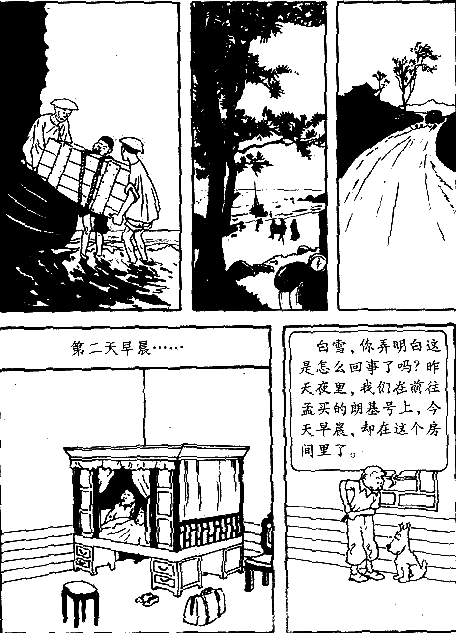 第二天早晨……
白雪，你弄明白这
是怎么回事了吗？昨
天夜里，我们在前往
孟买的朗基号上，今
天早晨，却在这个房
间里了。